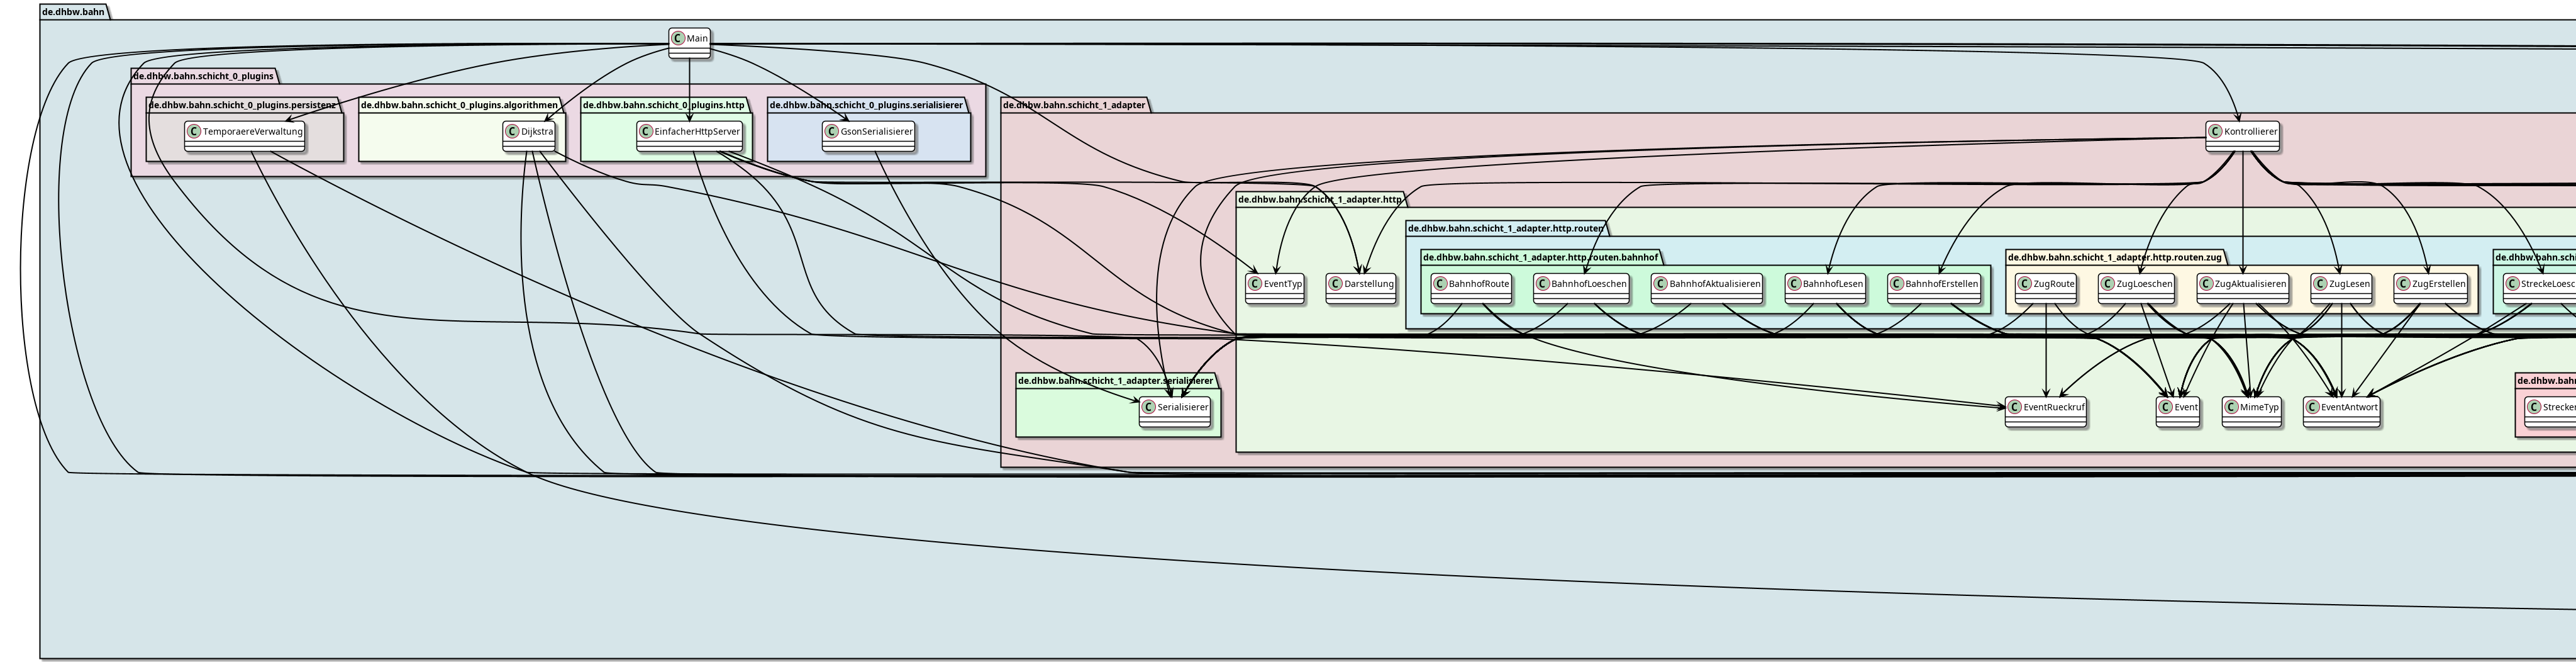 de.dhbw.bahn
C Main
de.dhbw.bahn.schicht_0_plugins
de.dhbw.bahn.schicht_0_plugins.persistenz
de.dhbw.bahn.schicht_0_plugins.algorithmen
de.dhbw.bahn.schicht_0_plugins.http
de.dhbw.bahn.schicht_0_plugins.serialisierer
de.dhbw.bahn.schicht_1_adapter
C TemporaereVerwaltung
C Dijkstra
C EinfacherHttpServer
C GsonSerialisierer
C Kontrollierer
de.dhbw.bahn.schicht_1_adapter.http
de.dhbw.bahn.schicht_1_adapter.http.routen
de.dhbw.bahn.schicht_1_adapter.http.routen.bahnhof
de.dhbw.bahn.schicht_1_adapter.http.routen.zug
de.dhbw.bahn.schi
C EventTyp
C Darstellung
C BahnhofRoute
C BahnhofLoeschen
C BahnhofAktualisieren
C BahnhofLesen
C BahnhofErstellen
C ZugRoute
C ZugLoeschen
C ZugAktualisieren
C ZugLesen
C ZugErstellen
C StreckeLoesc
de.dhbw.bahn.schicht_1_adapter.serialisierer
de.dhbw.bahn
C Serialisierer
C EventRueckruf
C Event
C MimeTyp
C EventAntwort
C Strecke